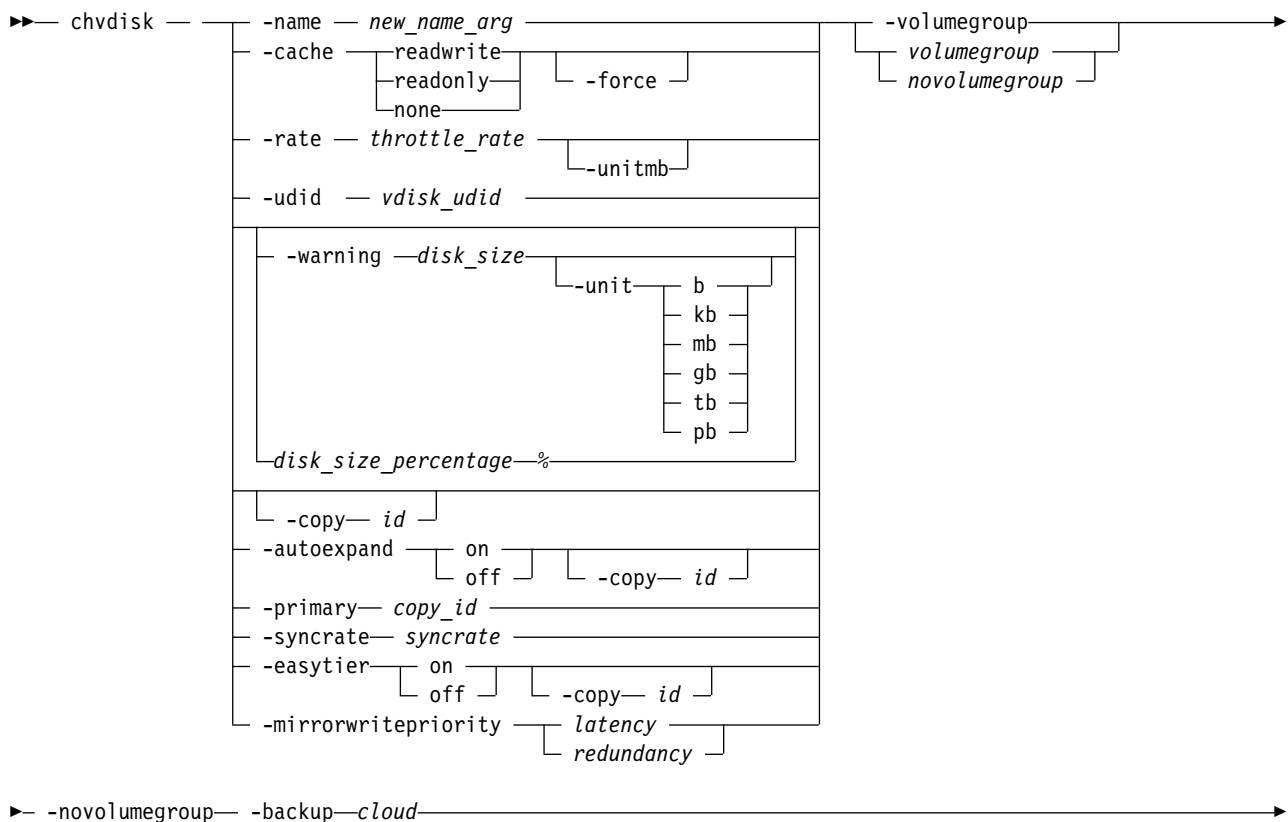 ►►— chvdisk — -name — new_name_arg -volumegroup ►
-cache readwrite volumegroup
readonly -force novolumegroup
none
-rate — throttle_rate
-unitmb
-udid — vdisk_udid
-warning —disk_size
-unit b
kb
mb
gb
tb
pb
disk_size_percentage—%
-copy— id
-autoexpand on
off -copy— id
-primary— copy_id
-syncrate— syncrate
-easytier on
off -copy— id
-mirrorwritepriority latency
redundancy
►— -novolumegroup— -backup—cloud ►